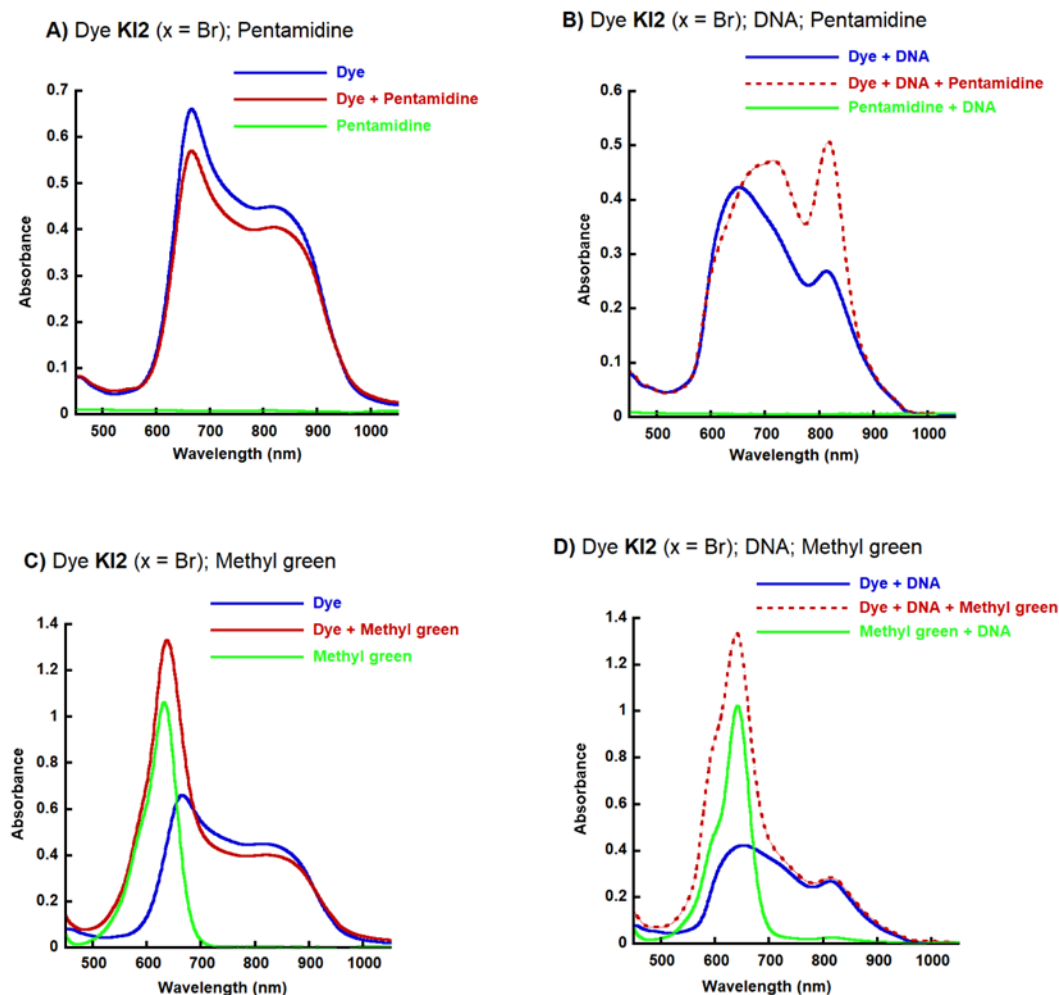 A) Dye KI2 (x = Br); Pentamidine
Dye
Dye + Pentamidine
Pentamidine
0.7
0.6
0.5
0.4
0.3
0.2
0.1
0
Absorbance
500 600 700 800 900 1000
Wavelength (nm)
B) Dye KI2 (x = Br); DNA; Pentamidine
Dye + DNA
Dye + DNA + Pentamidine
Pentamidine + DNA
0.6
0.5
0.4
0.3
0.2
0.1
0
Absorbance
500 600 700 800 900 1000
Wavelength (nm)
C) Dye KI2 (x = Br); Methyl green
Dye
Dye + Methyl green
Methyl green
1.4
1.2
1
0.8
0.6
0.4
0.2
0
Absorbance
500 600 700 800 900 1000
Wavelength (nm)
D) Dye KI2 (x = Br); DNA; Methyl green
Dye + DNA
Dye + DNA + Methyl green
Methyl green + DNA
1.4
1.2
1
0.8
0.6
0.4
0.2
0
Absorbance
500 600 700 800 900 1000
Wavelength (nm)